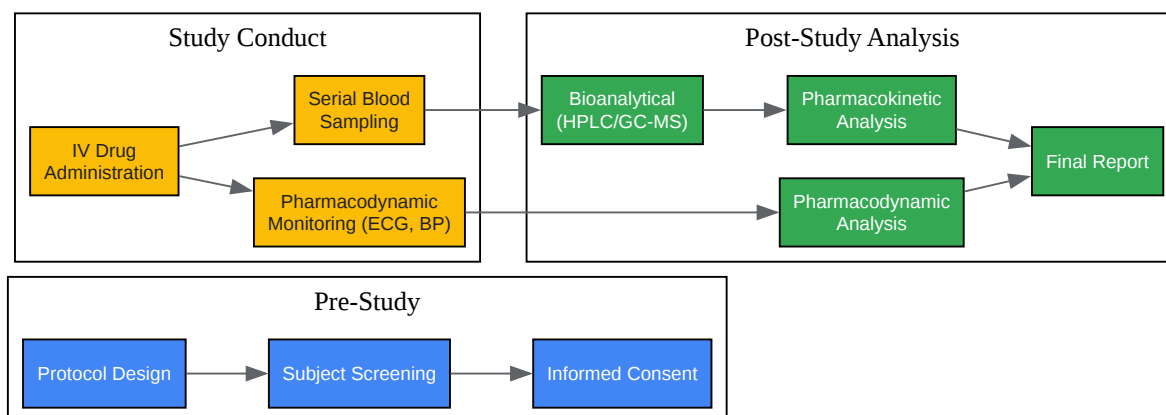 Study Conduct
IV Drug
Administration
Serial Blood
Sampling
Pharmacodynamic
Monitoring (ECG, BP)
Post-Study Analysis
Bioanalytical
(HPLC/GC-MS)
Pharmacokinetic
Analysis
Pharmacodynamic
Analysis
Final Report
Pre-Study
Protocol Design
Subject Screening
Informed Consent